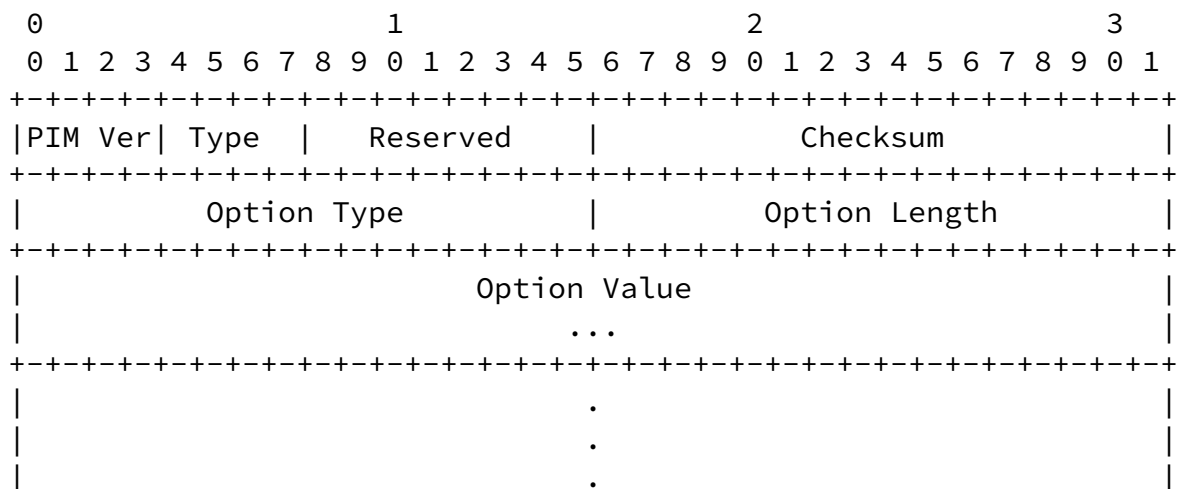 0                   1                   2                   3
 0 1 2 3 4 5 6 7 8 9 0 1 2 3 4 5 6 7 8 9 0 1 2 3 4 5 6 7 8 9 0 1
+-+-+-+-+-+-+-+-+-+-+-+-+-+-+-+-+-+-+-+-+-+-+-+-+-+-+-+-+-+-+-+-+
|PIM Ver| Type  |   Reserved    |           Checksum            |
+-+-+-+-+-+-+-+-+-+-+-+-+-+-+-+-+-+-+-+-+-+-+-+-+-+-+-+-+-+-+-+-+
|          Option Type          |         Option Length         |
+-+-+-+-+-+-+-+-+-+-+-+-+-+-+-+-+-+-+-+-+-+-+-+-+-+-+-+-+-+-+-+-+
|                         Option Value                          |
|                              ...                              |
+-+-+-+-+-+-+-+-+-+-+-+-+-+-+-+-+-+-+-+-+-+-+-+-+-+-+-+-+-+-+-+-+
|                               .                               |
|                               .                               |
|                               .                               |